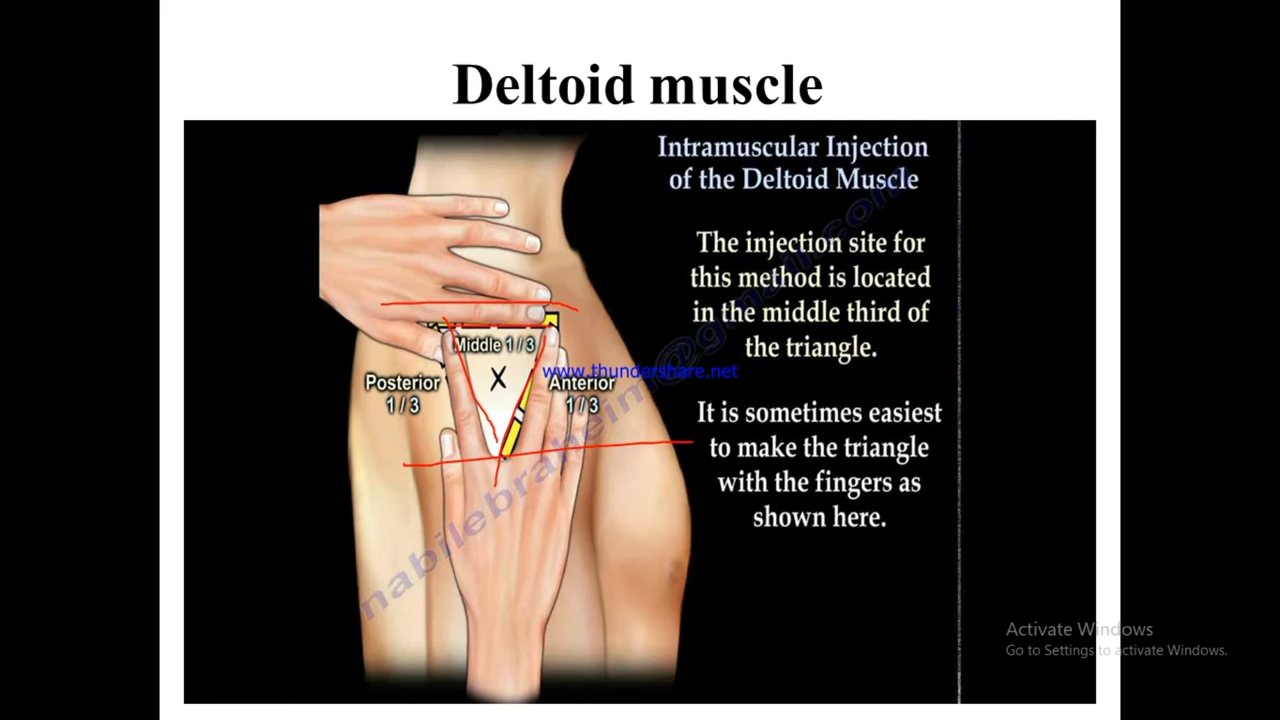 Deltoid muscle
Intramuscular Injection
of the Deltoid Muscle
The injection site for
this method is located
in the middle third of
the triangle.
It is sometimes easiest
to make the triangle
with the fingers as
shown here.
Middle 1/3
X
Posterior
1/3
Anterior
1/3
www.thundershare.net
nabilebraheim@gmail.com
Activate Windows
Go to Settings to activate Windows.